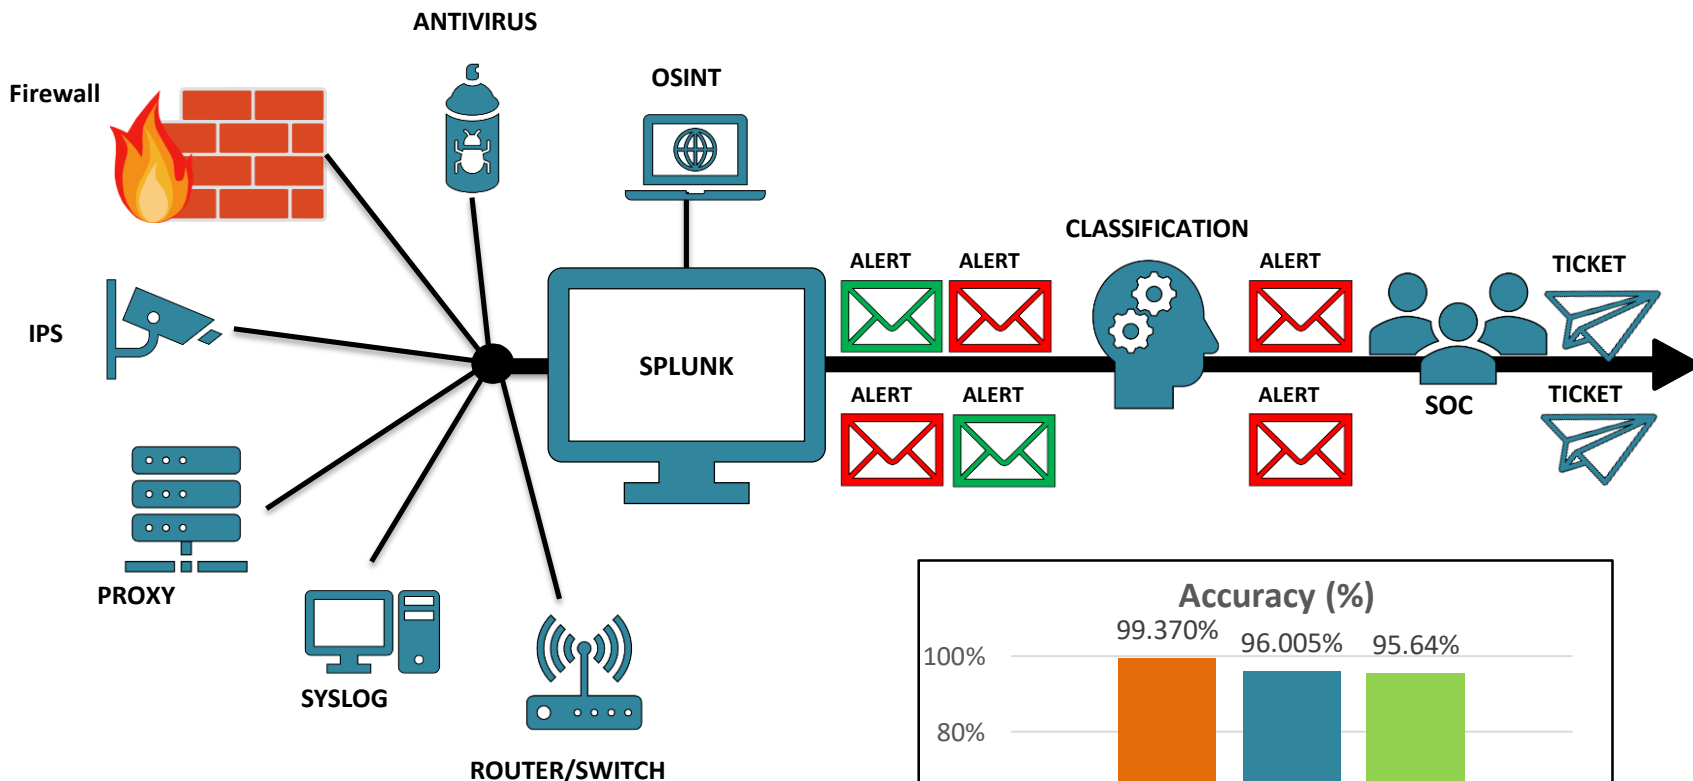 ANTIVIRUS
Firewall
OSINT
CLASSIFICATION
ALERT
ALERT
ALERT
TICKET
IPS
SPLUNK
ALERT
ALERT
ALERT
SOC
TICKET
PROXY
SYSLOG
ROUTER/SWITCH
Accuracy (%)
99.370%
96.005%
95.64%
100%
80%